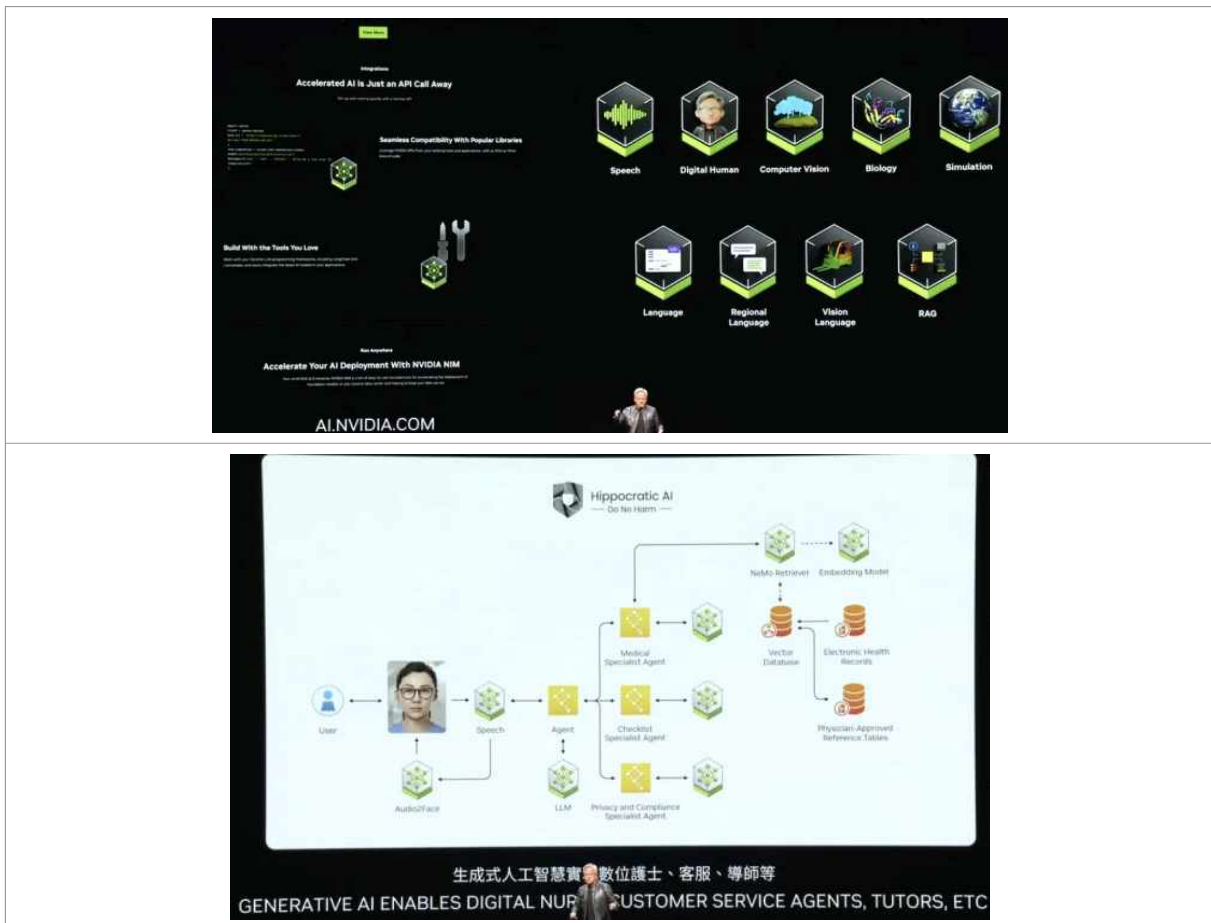 View More
Integrations
Accelerated AI is Just an API Call Away
Seamless Compatibility With Popular Libraries
Build With the Tools You Love
Run Anywhere
Accelerate Your AI Deployment With NVIDIA NIM
AI.NVIDIA.COM
Speech
Digital Human
Computer Vision
Biology
Simulation
Language
Regional
Language
Vision
Language
RAG
Hippocratic AI
Do No Harm
NeMo Retriever
Embedding Model
Medical
Specialist Agent
Vector
Database
Electronic Health
Records
User
Speech
Agent
Checklist
Specialist Agent
Physician-Approved
Reference Tables
Audio2Face
LLM
Privacy and Compliance
Specialist Agent
生成式人工智慧實 數位護士、客服、導師等
GENERATIVE AI ENABLES DIGITAL NUR CUSTOMER SERVICE AGENTS, TUTORS, ETC